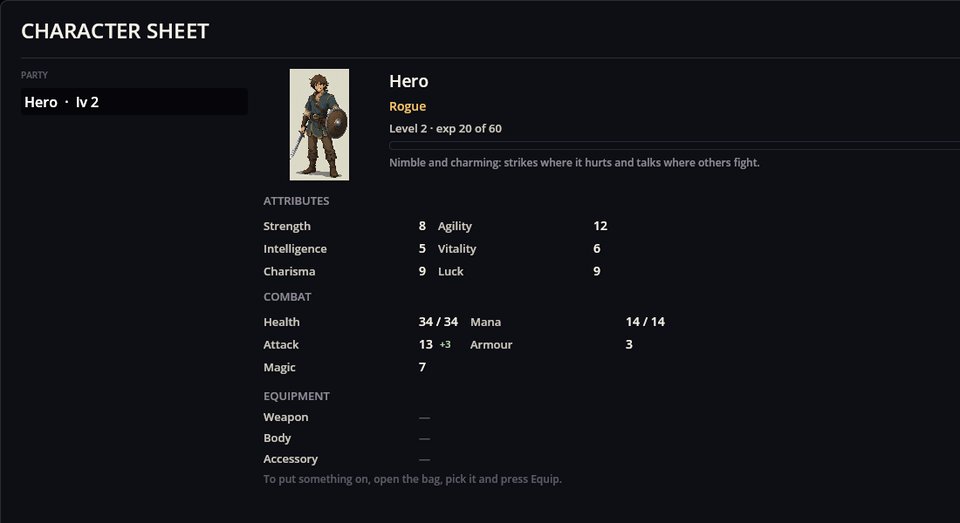 CHARACTER SHEET
PARTY
Hero · lv 2
Hero
Rogue
Level 2 · exp 20 of 60
Nimble and charming: strikes where it hurts and talks where others fight.
ATTRIBUTES
Strength 8 Agility 12
Intelligence 5 Vitality 6
Charisma 9 Luck 9
COMBAT
Health 34 / 34 Mana 14 / 14
Attack 13 +3 Armour 3
Magic 7
EQUIPMENT
Weapon —
Body —
Accessory —
To put something on, open the bag, pick it and press Equip.